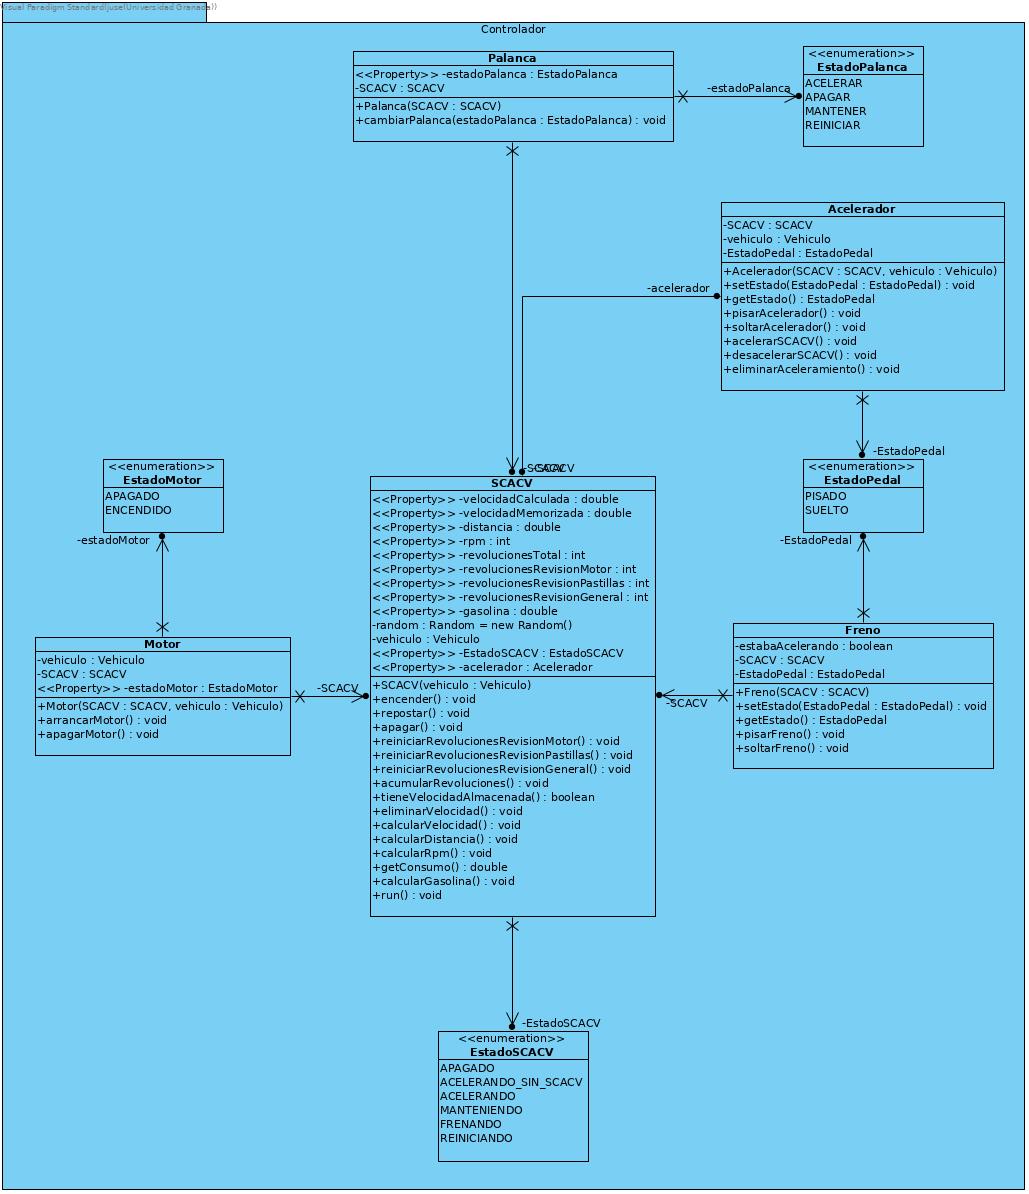 Visual Paradigm Standard(juse(Universidad Granada))
Controlador
Palanca
<<Property>> -estadoPalanca : EstadoPalanca
-SCACV : SCACV
+Palanca(SCACV : SCACV)
+cambiarPalanca(estadoPalanca : EstadoPalanca) : void
-estadoPalanca
<<enumeration>>
EstadoPalanca
ACELERAR
APAGAR
MANTENER
REINICIAR
Acelerador
-SCACV : SCACV
-vehiculo : Vehiculo
-EstadoPedal : EstadoPedal
+Acelerador(SCACV : SCACV, vehiculo : Vehiculo)
+setEstado(EstadoPedal : EstadoPedal) : void
+getEstado() : EstadoPedal
+pisarAcelerador() : void
+soltarAcelerador() : void
+acelerarSCACV() : void
+desacelerarSCACV() : void
+eliminarAceleramiento() : void
-acelerador
-EstadoPedal
<<enumeration>>
EstadoMotor
APAGADO
ENCENDIDO
-estadoMotor
-SCACV
-SCACV
SCACV
<<Property>> -velocidadCalculada : double
<<Property>> -velocidadMemorizada : double
<<Property>> -distancia : double
<<Property>> -rpm : int
<<Property>> -revolucionesTotal : int
<<Property>> -revolucionesRevisionMotor : int
<<Property>> -revolucionesRevisionPastillas : int
<<Property>> -revolucionesRevisionGeneral : int
<<Property>> -gasolina : double
-random : Random = new Random()
-vehiculo : Vehiculo
<<Property>> -EstadoSCACV : EstadoSCACV
<<Property>> -acelerador : Acelerador
+SCACV(vehiculo : Vehiculo)
+encender() : void
+repostar() : void
+apagar() : void
+reiniciarRevolucionesRevisionMotor() : void
+reiniciarRevolucionesRevisionPastillas() : void
+reiniciarRevolucionesRevisionGeneral() : void
+acumularRevoluciones() : void
+tieneVelocidadAlmacenada() : boolean
+eliminarVelocidad() : void
+calcularVelocidad() : void
+calcularDistancia() : void
+calcularRpm() : void
+getConsumo() : double
+calcularGasolina() : void
+run() : void
<<enumeration>>
EstadoPedal
PISADO
SUELTO
-EstadoPedal
Motor
-vehiculo : Vehiculo
-SCACV : SCACV
<<Property>> -estadoMotor : EstadoMotor
+Motor(SCACV : SCACV, vehiculo : Vehiculo)
+arrancarMotor() : void
+apagarMotor() : void
-SCACV
Freno
-estabaAcelerando : boolean
-SCACV : SCACV
-EstadoPedal : EstadoPedal
+Freno(SCACV : SCACV)
+setEstado(EstadoPedal : EstadoPedal) : void
+getEstado() : EstadoPedal
+pisarFreno() : void
+soltarFreno() : void
-SCACV
-EstadoSCACV
<<enumeration>>
EstadoSCACV
APAGADO
ACELERANDO_SIN_SCACV
ACELERANDO
MANTENIENDO
FRENANDO
REINICIANDO